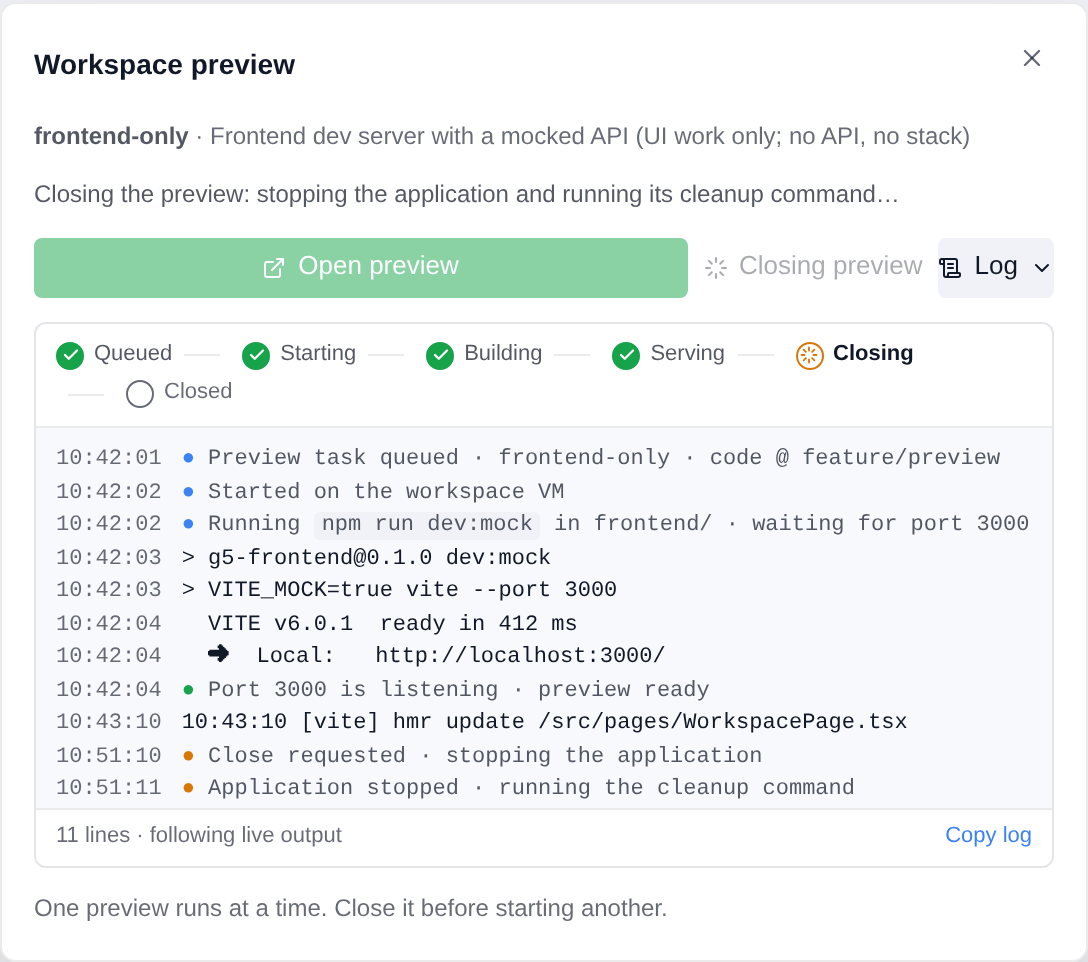 Workspace preview
frontend-only · Frontend dev server with a mocked API (UI work only; no API, no stack)
Closing the preview: stopping the application and running its cleanup command…
Open preview
Closing preview
Log
Queued
Starting
Building
Serving
Closing
Closed
10:42:01 Preview task queued · frontend-only · code @ feature/preview
10:42:02 Started on the workspace VM
10:42:02 Running npm run dev:mock in frontend/ · waiting for port 3000
10:42:03 > g5-frontend@0.1.0 dev:mock
10:42:03 > VITE_MOCK=true vite --port 3000
10:42:04 VITE v6.0.1 ready in 412 ms
10:42:04 ➜ Local: http://localhost:3000/
10:42:04 Port 3000 is listening · preview ready
10:43:10 10:43:10 [vite] hmr update /src/pages/WorkspacePage.tsx
10:51:10 Close requested · stopping the application
10:51:11 Application stopped · running the cleanup command
11 lines · following live output
Copy log
One preview runs at a time. Close it before starting another.